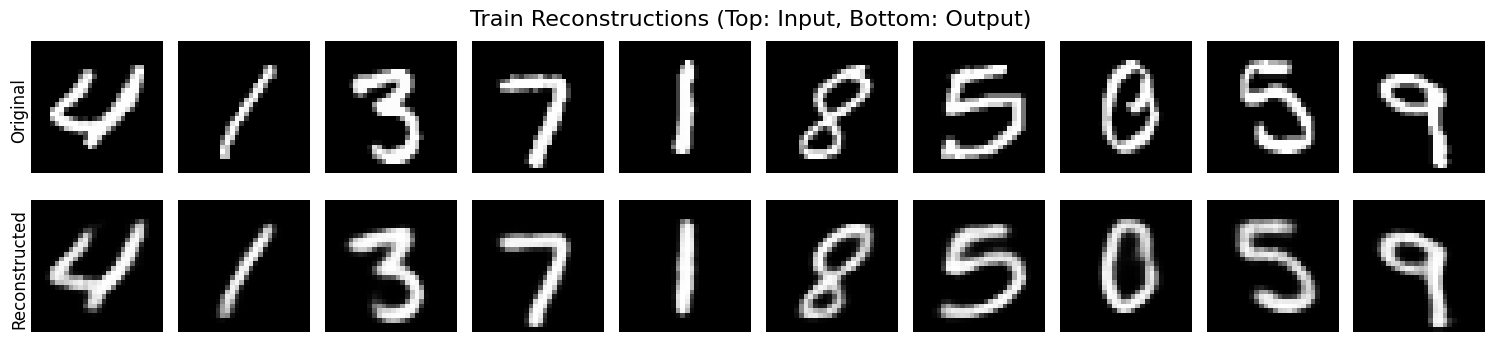 Train Reconstructions (Top: Input, Bottom: Output)
Original
4 1 3 7 1 8 5 0 5 9
Reconstructed
4 1 3 7 1 8 5 0 5 9